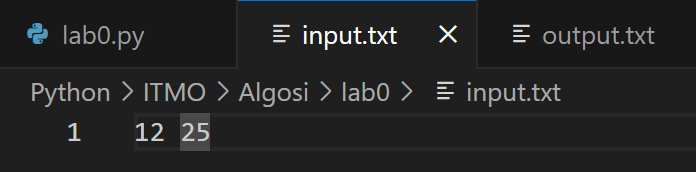 lab0.py input.txt output.txt
Python > ITMO > Algosi > lab0 > input.txt
1 12 25